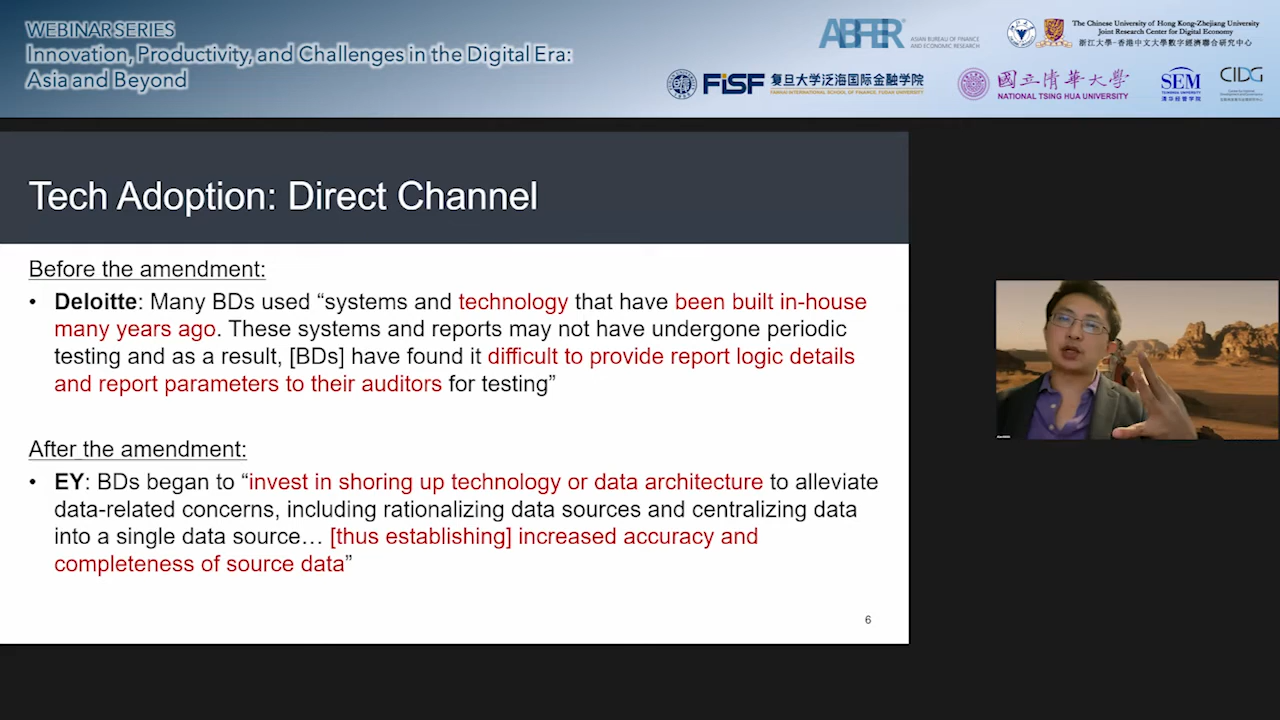 WEBINAR SERIES
Innovation, Productivity, and Challenges in the Digital Era:
Asia and Beyond
ABFER
ASIAN BUREAU OF FINANCE
AND ECONOMIC RESEARCH
The Chinese University of Hong Kong-Zhejiang University
Joint Research Center for Digital Economy
浙江大學-香港中文大學數字經濟聯合研究中心
FISF
复旦大学泛海国际金融学院
FANHAI INTERNATIONAL SCHOOL OF FINANCE, FUDAN UNIVERSITY
國立清華大學
NATIONAL TSING HUA UNIVERSITY
SEM
TSINGHUA UNIVERSITY
清华经管学院
CIDG
Tech Adoption: Direct Channel
Before the amendment:
• Deloitte: Many BDs used “systems and technology that have been built in-house
many years ago. These systems and reports may not have undergone periodic
testing and as a result, [BDs] have found it difficult to provide report logic details
and report parameters to their auditors for testing”
After the amendment:
• EY: BDs began to “invest in shoring up technology or data architecture to alleviate
data-related concerns, including rationalizing data sources and centralizing data
into a single data source… [thus establishing] increased accuracy and
completeness of source data”
6